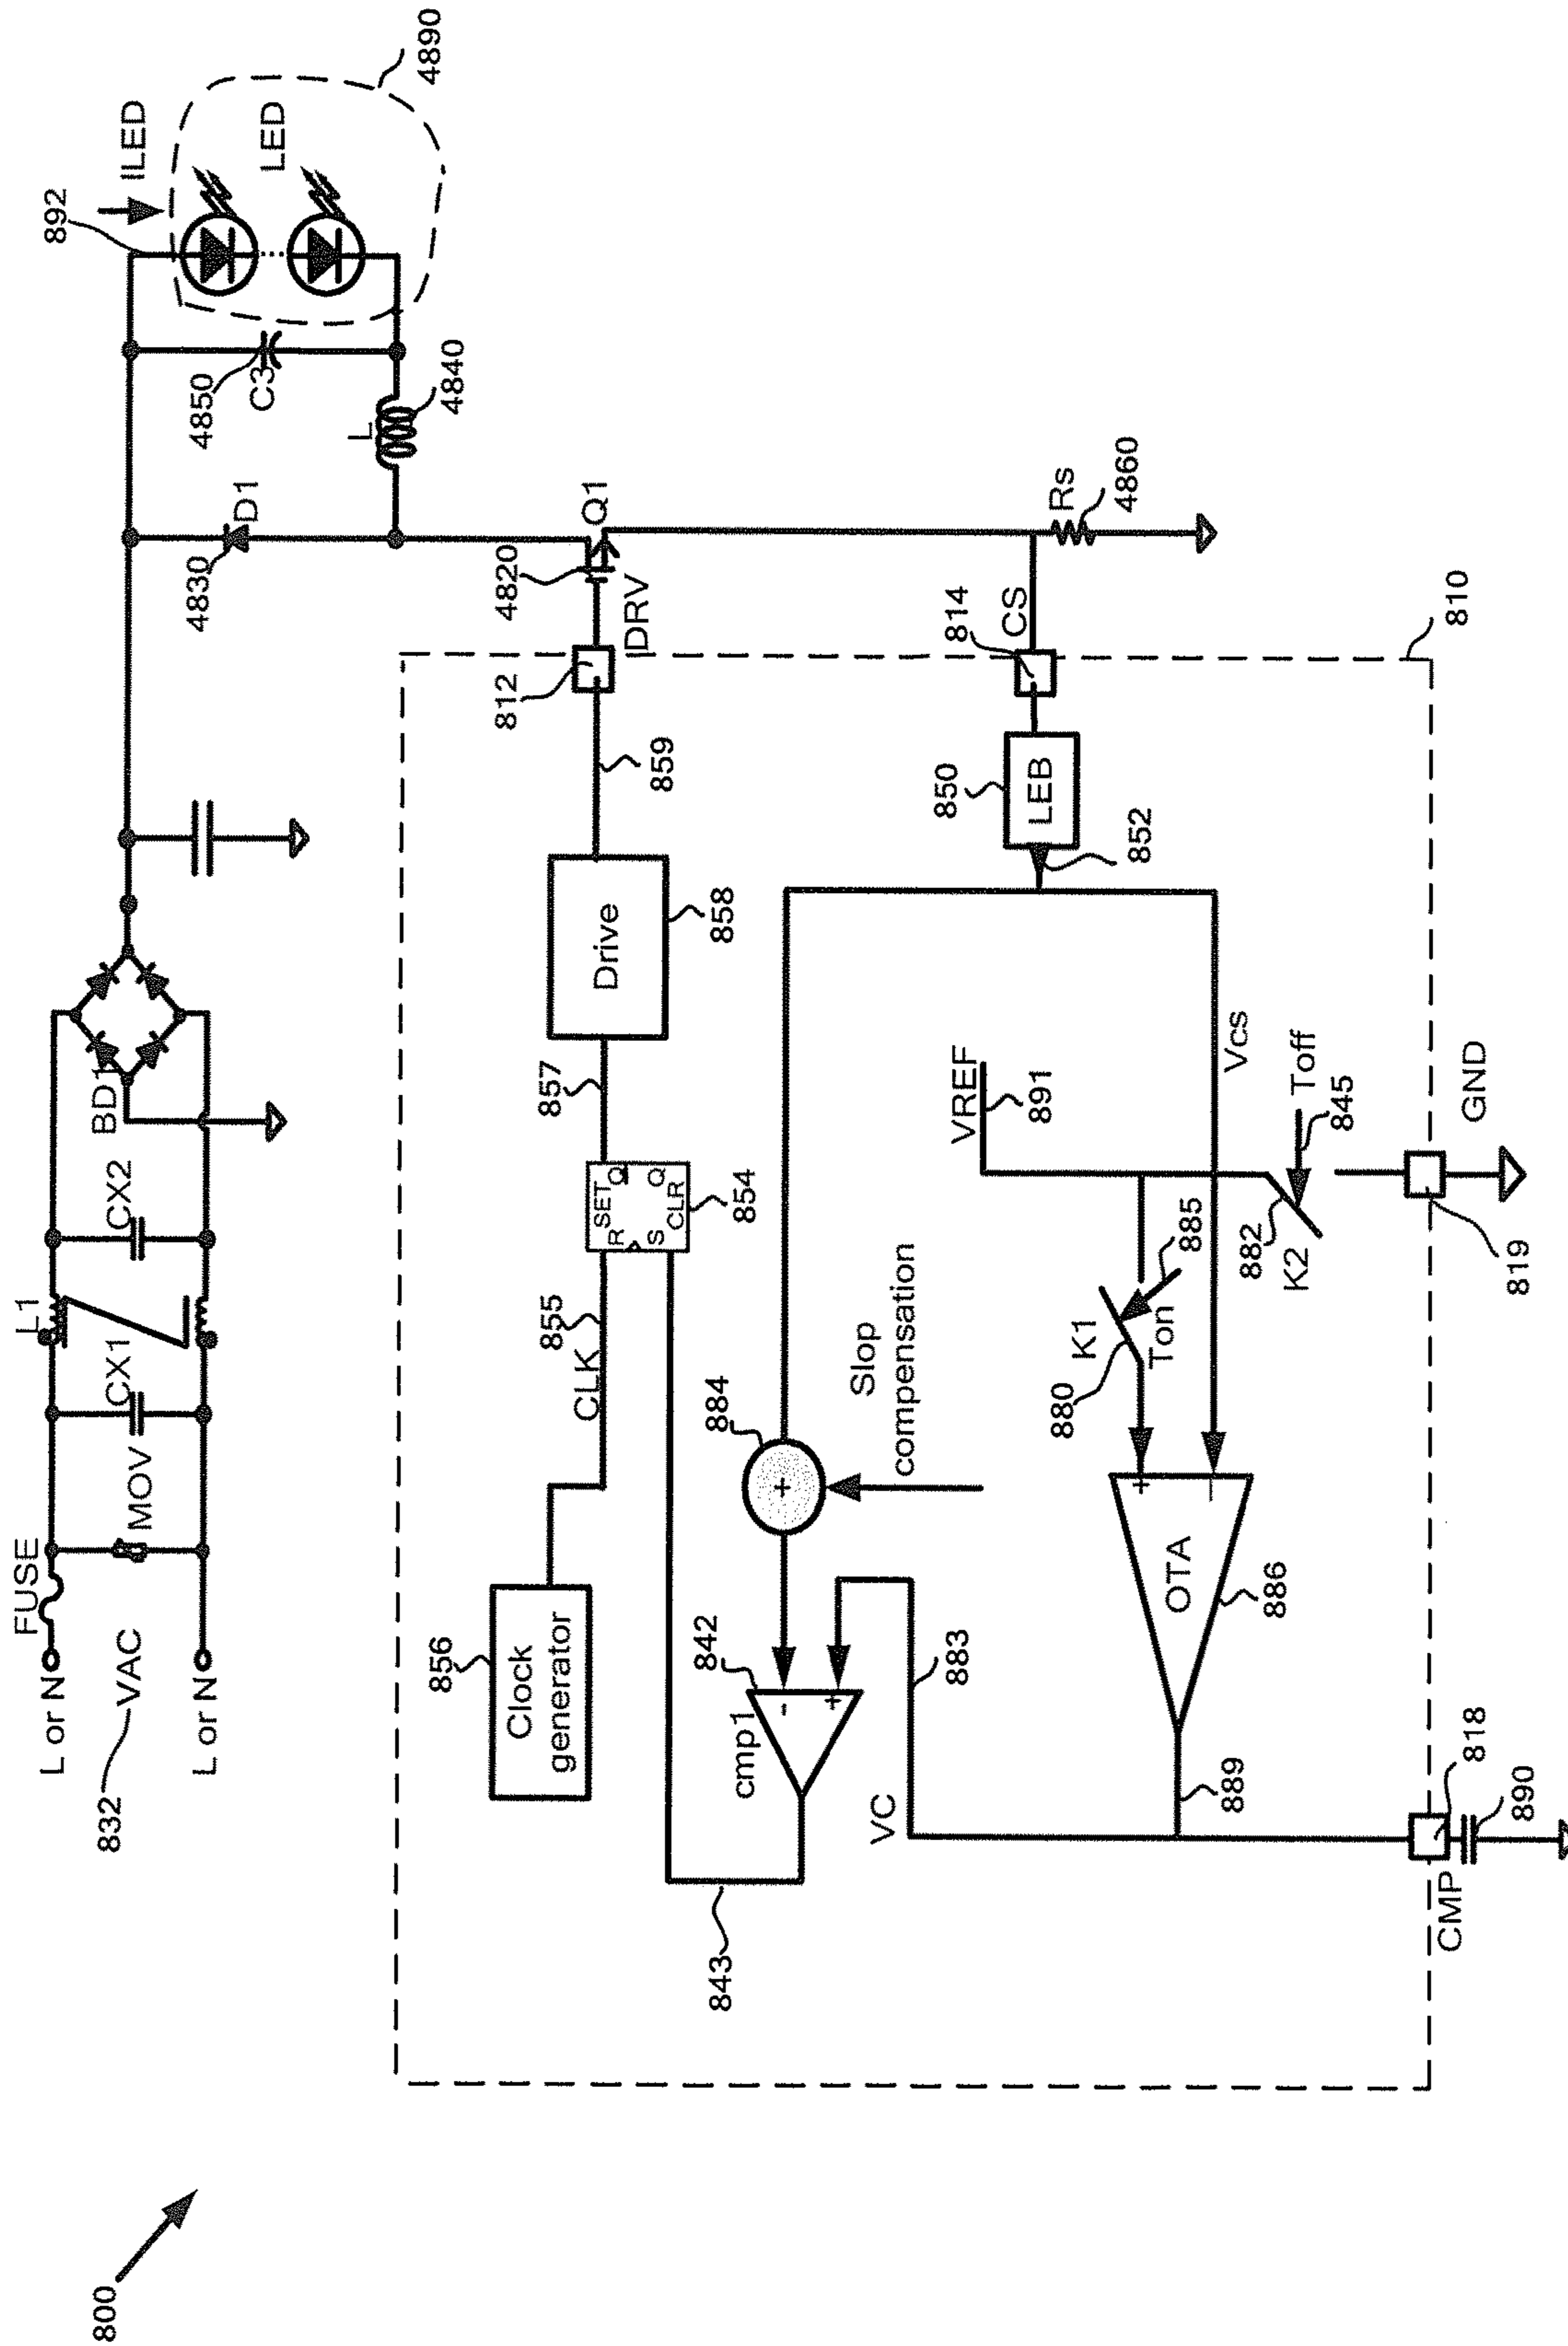 800
L or N
832
VAC
L or N
FUSE
MOV
CX1
L1
CX2
BD1
4830
D1
4850
C3
L
4840
892
ILED
LED
4890
4820
Q1
DRV
812
859
Drive
858
857
SET
Q
R
S
Q
CLR
854
855
CLK
856
Clock
generator
843
cmp1
842
-
+
884
+
Slop
compensation
883
VC
850
LEB
852
814
CS
Rs
4860
810
VREF
891
Vcs
K1
880
Ton
885
K2
882
Toff
845
GND
819
+
-
OTA
886
889
CMP
818
890